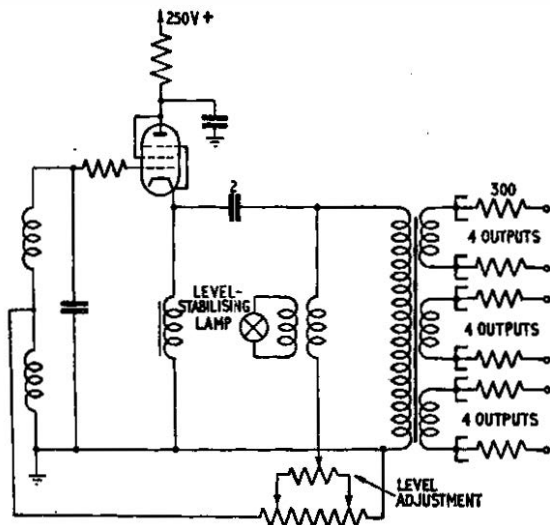 250V+
2
300
4 OUTPUTS
LEVEL-
STABILISING
LAMP
4 OUTPUTS
4 OUTPUTS
LEVEL
ADJUSTMENT